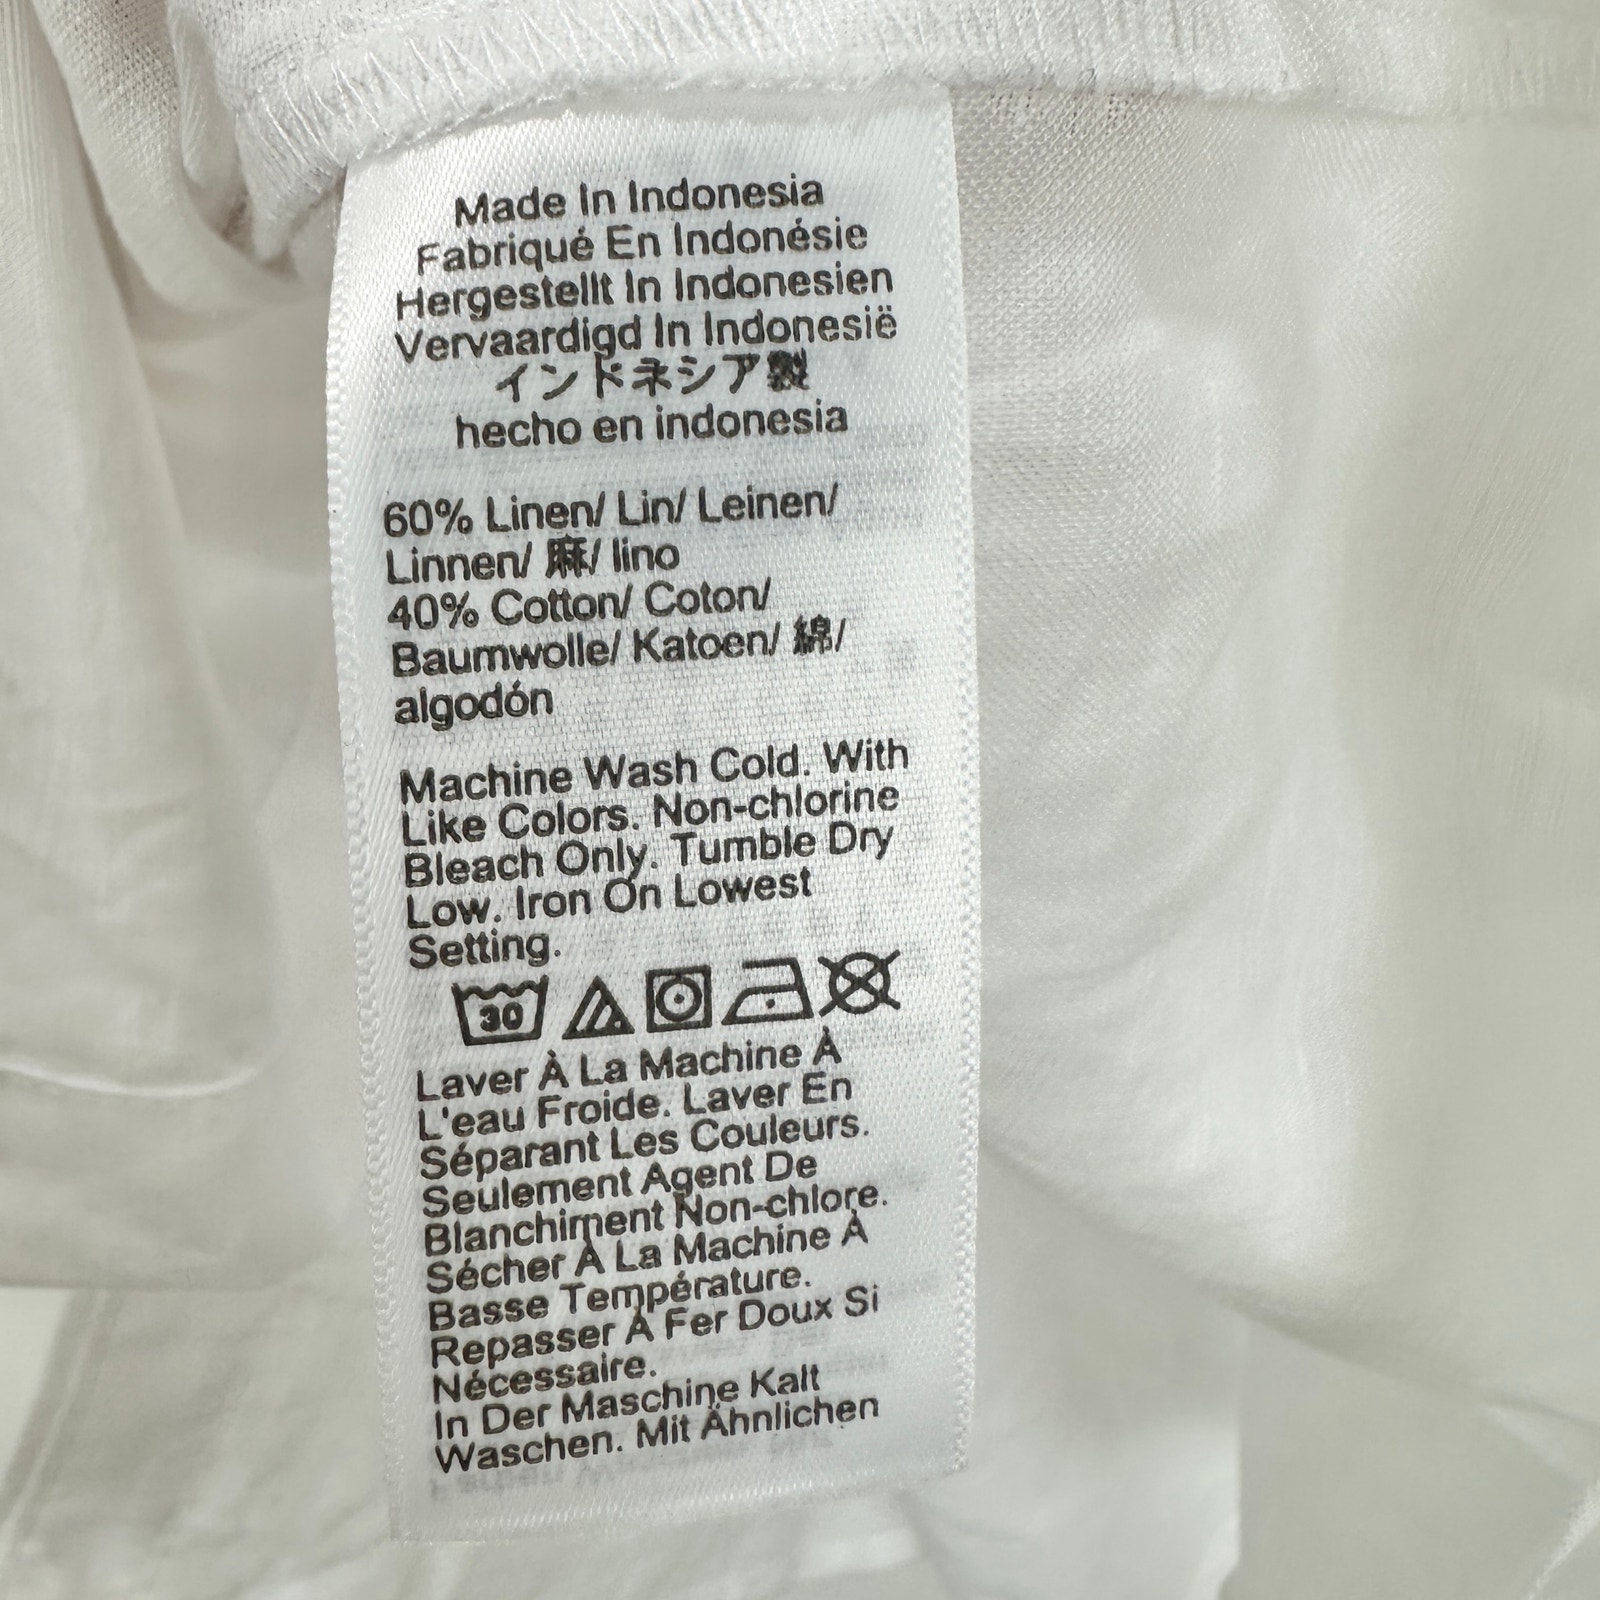 Made In Indonesia
Fabriqué En Indonésie
Hergestellt In Indonesien
Vervaardigd In Indonesië
インドネシア製
hecho en indonesia
60% Linen/ Lin/ Leinen/
Linnen/ 麻/ lino
40% Cotton/ Coton/
Baumwolle/ Katoen/ 綿/
algodón
Machine Wash Cold. With
Like Colors. Non-chlorine
Bleach Only. Tumble Dry
Low. Iron On Lowest
Setting.
30
Laver À La Machine À
L'eau Froide. Laver En
Séparant Les Couleurs.
Seulement Agent De
Blanchiment Non-chlore.
Sécher À La Machine À
Basse Température.
Repasser À Fer Doux Si
Nécessaire.
In Der Maschine Kalt
Waschen. Mit Ähnlichen